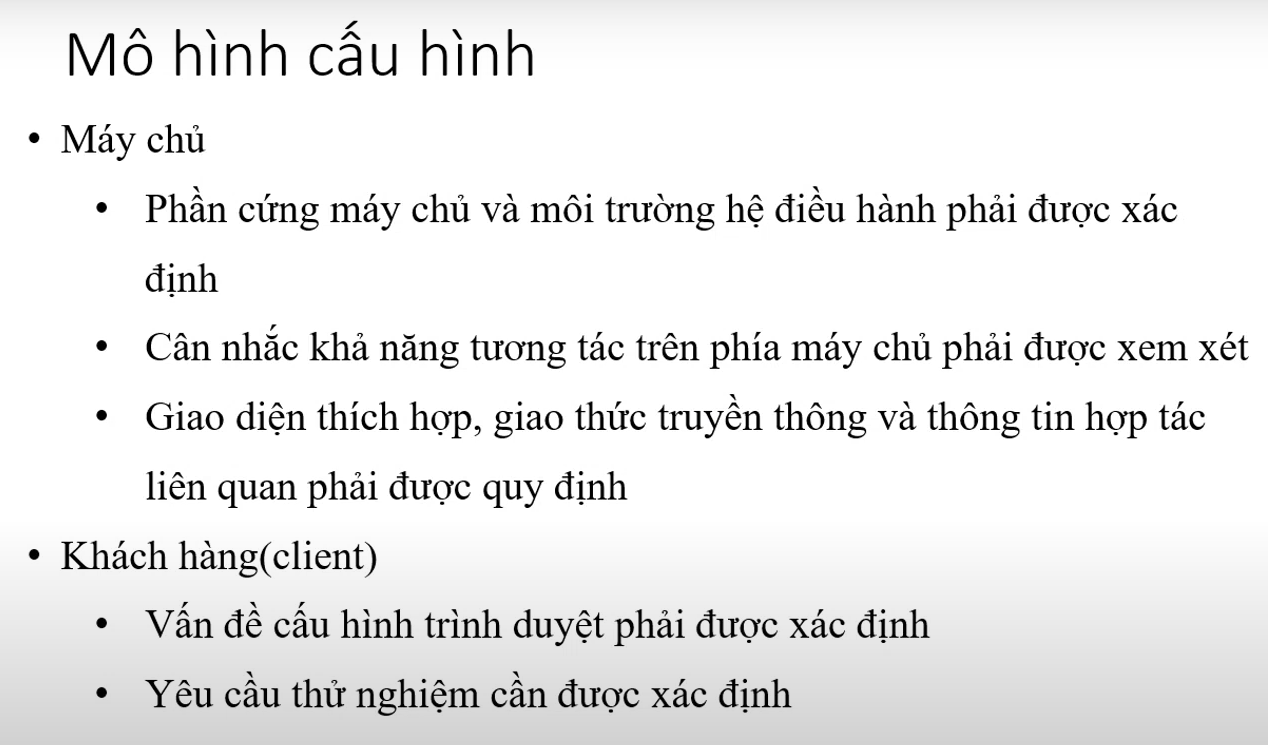 Mô hình cấu hình
• Máy chủ
• Phần cứng máy chủ và môi trường hệ điều hành phải được xác
định
• Cân nhắc khả năng tương tác trên phía máy chủ phải được xem xét
• Giao diện thích hợp, giao thức truyền thông và thông tin hợp tác
liên quan phải được quy định
• Khách hàng(client)
• Vấn đề cấu hình trình duyệt phải được xác định
• Yêu cầu thử nghiệm cần được xác định